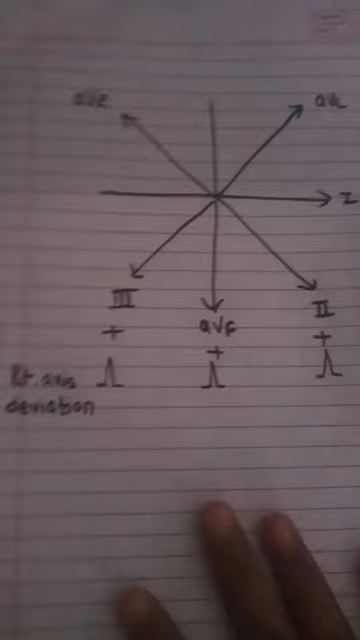 aVR
aVL
I
III
aVF
II
+
+
+
Rt. axis
deviation